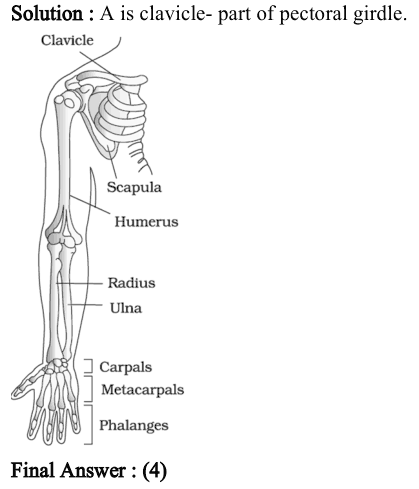 Solution : A is clavicle- part of pectoral girdle.
Clavicle
Scapula
Humerus
Radius
Ulna
Carpals
Metacarpals
Phalanges
Final Answer : (4)